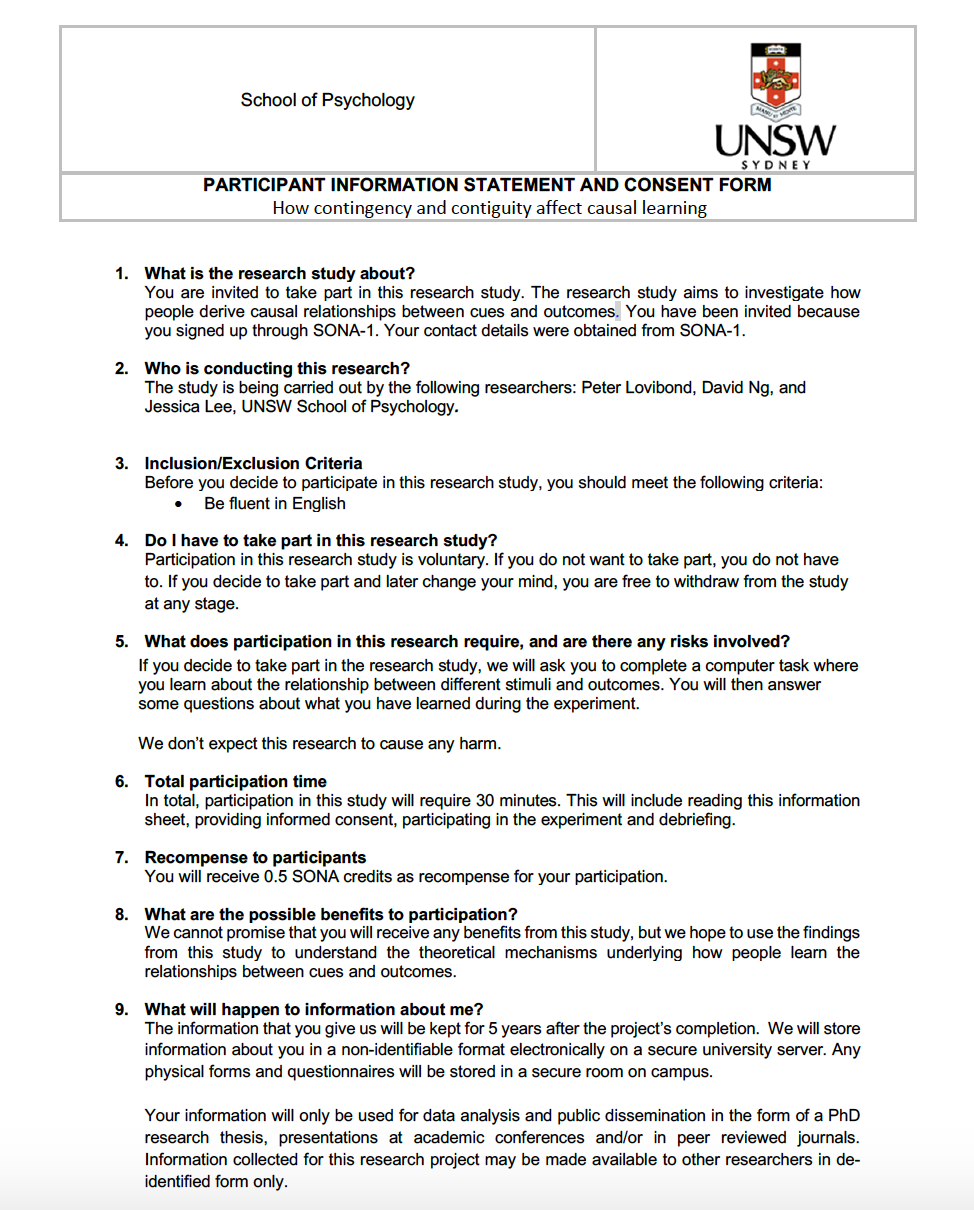 School of Psychology
UNSW
SYDNEY
PARTICIPANT INFORMATION STATEMENT AND CONSENT FORM
How contingency and contiguity affect causal learning
1. What is the research study about?
You are invited to take part in this research study. The research study aims to investigate how
people derive causal relationships between cues and outcomes. You have been invited because
you signed up through SONA-1. Your contact details were obtained from SONA-1.
2. Who is conducting this research?
The study is being carried out by the following researchers: Peter Lovibond, David Ng, and
Jessica Lee, UNSW School of Psychology.
3. Inclusion/Exclusion Criteria
Before you decide to participate in this research study, you should meet the following criteria:
• Be fluent in English
4. Do I have to take part in this research study?
Participation in this research study is voluntary. If you do not want to take part, you do not have
to. If you decide to take part and later change your mind, you are free to withdraw from the study
at any stage.
5. What does participation in this research require, and are there any risks involved?
If you decide to take part in the research study, we will ask you to complete a computer task where
you learn about the relationship between different stimuli and outcomes. You will then answer
some questions about what you have learned during the experiment.
We don’t expect this research to cause any harm.
6. Total participation time
In total, participation in this study will require 30 minutes. This will include reading this information
sheet, providing informed consent, participating in the experiment and debriefing.
7. Recompense to participants
You will receive 0.5 SONA credits as recompense for your participation.
8. What are the possible benefits to participation?
We cannot promise that you will receive any benefits from this study, but we hope to use the findings
from this study to understand the theoretical mechanisms underlying how people learn the
relationships between cues and outcomes.
9. What will happen to information about me?
The information that you give us will be kept for 5 years after the project’s completion. We will store
information about you in a non-identifiable format electronically on a secure university server. Any
physical forms and questionnaires will be stored in a secure room on campus.
Your information will only be used for data analysis and public dissemination in the form of a PhD
research thesis, presentations at academic conferences and/or in peer reviewed journals.
Information collected for this research project may be made available to other researchers in de-
identified form only.